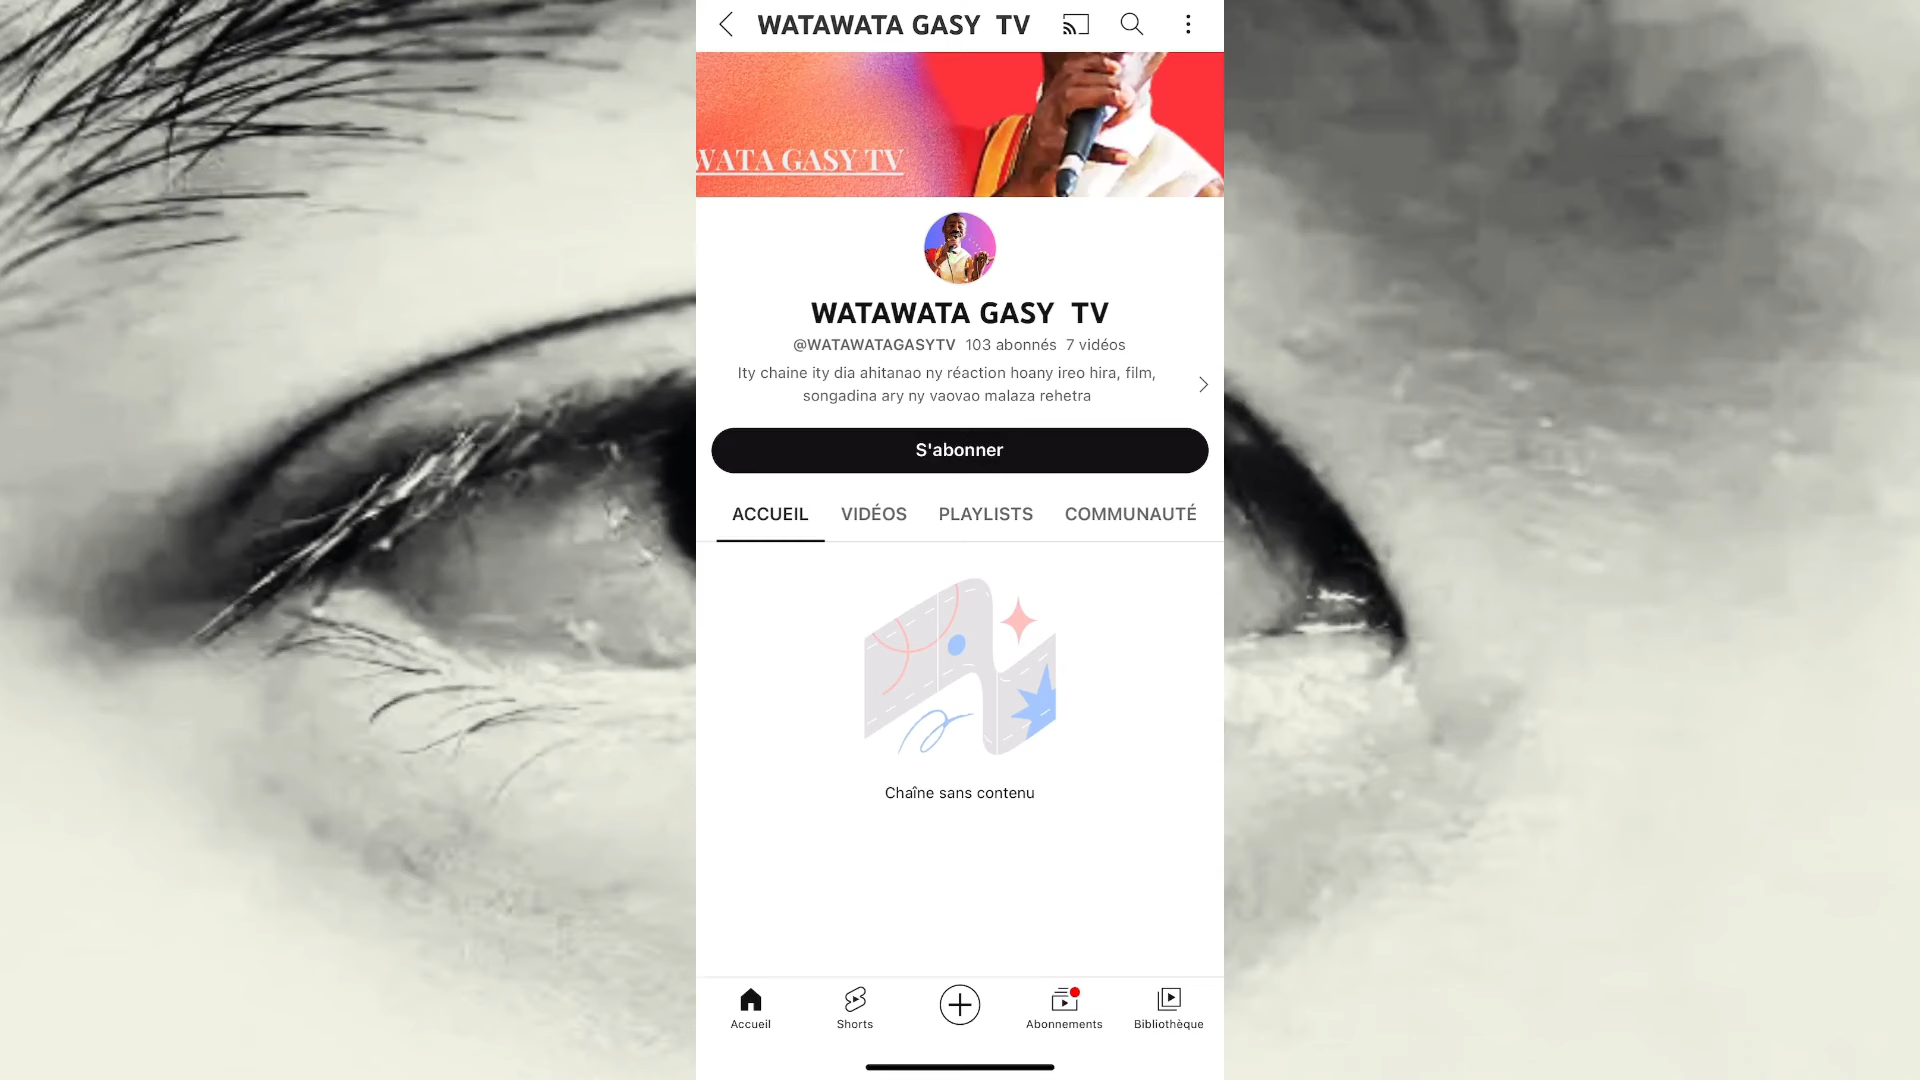 WATAWATA GASY TV
WATA GASY TV
WATAWATA GASY TV
@WATAWATAGASYTV 103 abonnés 7 vidéos
Ity chaine ity dia ahitanao ny réaction hoany ireo hira, film,
songadina ary ny vaovao malaza rehetra
S'abonner
ACCUEIL VIDÉOS PLAYLISTS COMMUNAUTÉ
Chaîne sans contenu
Accueil Shorts Abonnements Bibliothèque